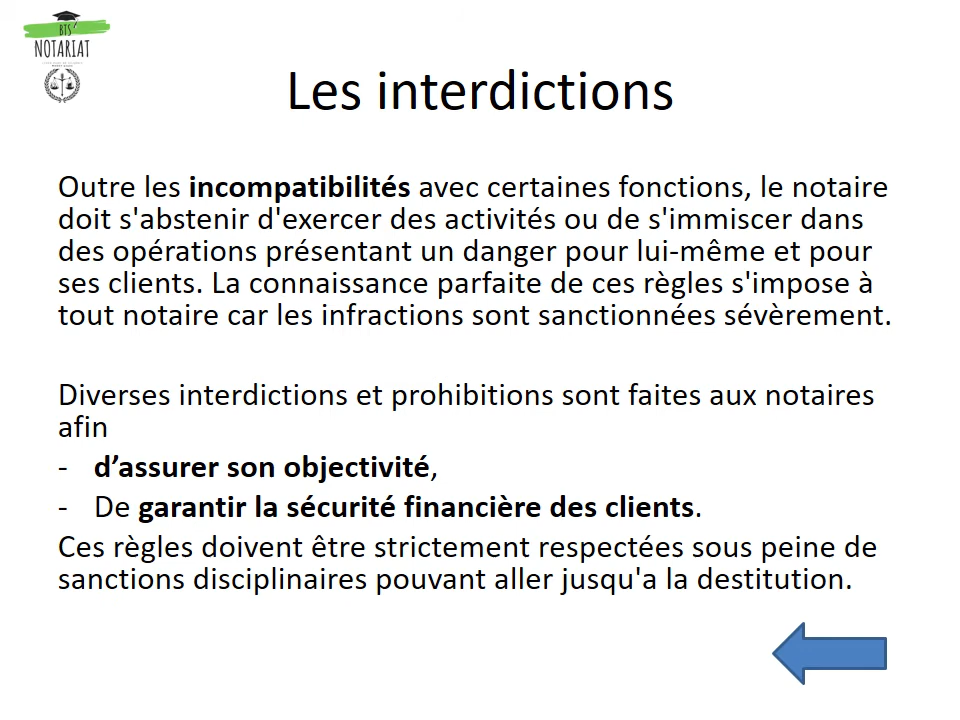 BTS
NOTARIAT
Les interdictions
Outre les incompatibilités avec certaines fonctions, le notaire
doit s'abstenir d'exercer des activités ou de s'immiscer dans
des opérations présentant un danger pour lui-même et pour
ses clients. La connaissance parfaite de ces règles s'impose à
tout notaire car les infractions sont sanctionnées sévèrement.
Diverses interdictions et prohibitions sont faites aux notaires
afin
- d’assurer son objectivité,
- De garantir la sécurité financière des clients.
Ces règles doivent être strictement respectées sous peine de
sanctions disciplinaires pouvant aller jusqu'a la destitution.